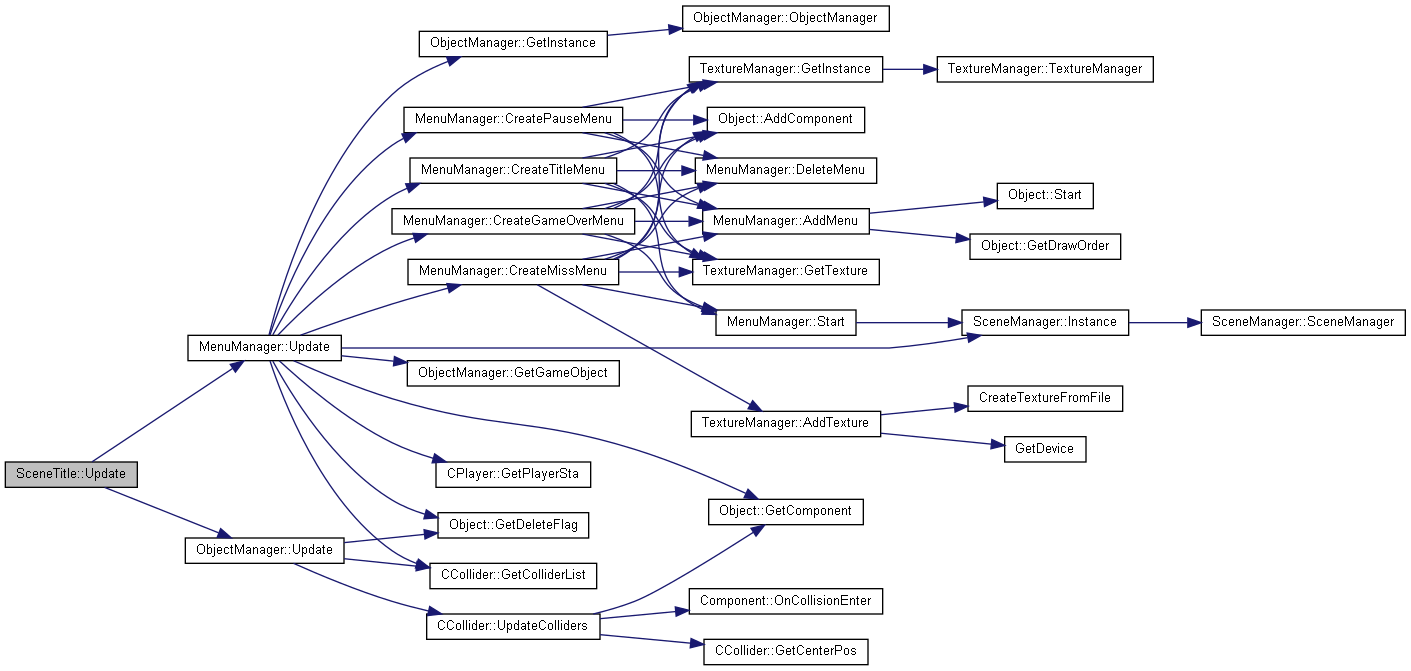 ObjectManager::ObjectManager
ObjectManager::GetInstance
TextureManager::GetInstance
TextureManager::TextureManager
MenuManager::CreatePauseMenu
Object::AddComponent
MenuManager::CreateTitleMenu
MenuManager::DeleteMenu
Object::Start
MenuManager::CreateGameOverMenu
MenuManager::AddMenu
Object::GetDrawOrder
MenuManager::CreateMissMenu
TextureManager::GetTexture
MenuManager::Start
SceneManager::Instance
SceneManager::SceneManager
MenuManager::Update
ObjectManager::GetGameObject
CreateTextureFromFile
TextureManager::AddTexture
GetDevice
SceneTitle::Update
CPlayer::GetPlayerSta
Object::GetComponent
Object::GetDeleteFlag
ObjectManager::Update
CCollider::GetColliderList
Component::OnCollisionEnter
CCollider::UpdateColliders
CCollider::GetCenterPos